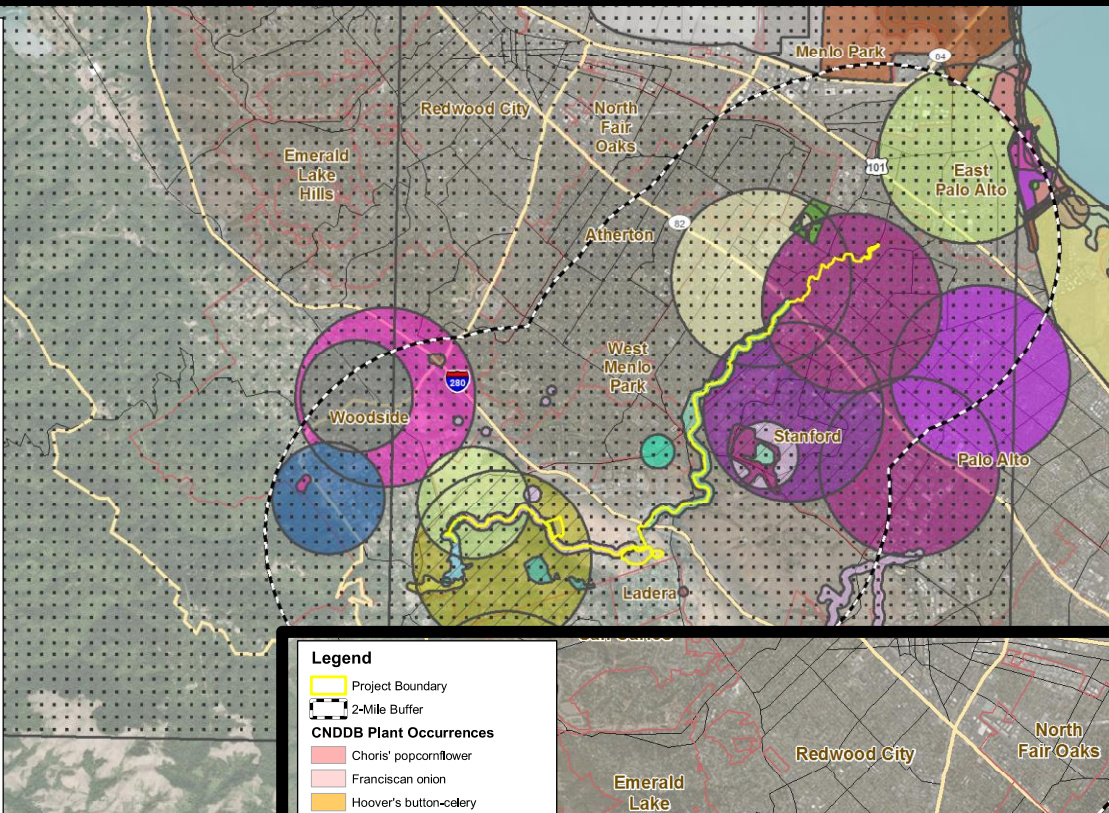 Menlo Park
84
Redwood City
North
Fair
Oaks
Emerald
Lake
Hills
101
East
Palo Alto
82
Atherton
West
Menlo
Park
280
Woodside
Stanford
Palo Alto
Ladera
Legend
Project Boundary
2-Mile Buffer
CNDDB Plant Occurrences
Choris' popcornflower
Franciscan onion
Hoover's button-celery
Redwood City
North
Fair Oaks
Emerald
Lake